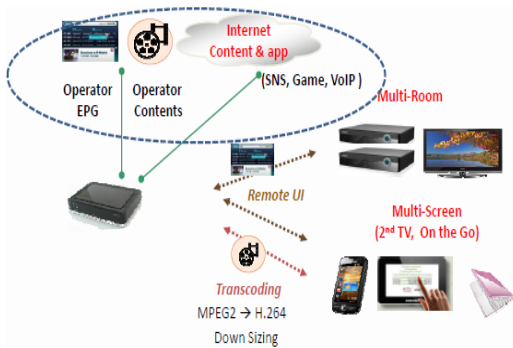 Internet
Content & app
(SNS, Game, VoIP )
Operator
EPG
Operator
Contents
Multi-Room
Remote UI
Multi-Screen
(2nd TV, On the Go)
Transcoding
MPEG2 → H.264
Down Sizing